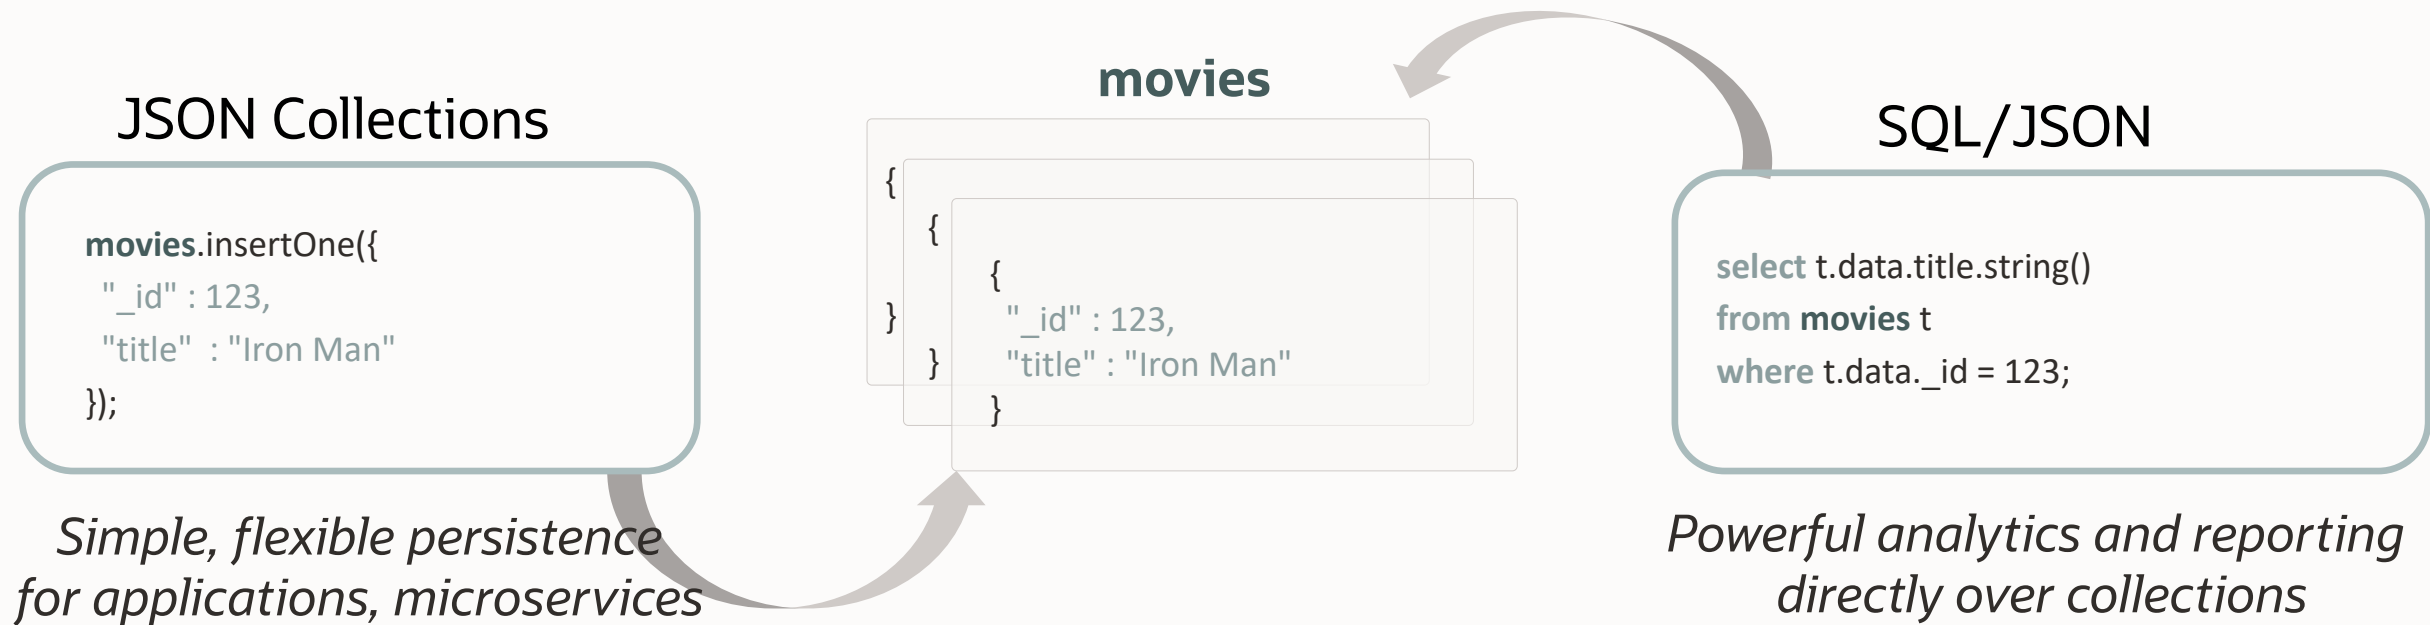 JSON Collections
movies.insertOne({
"_id" : 123,
"title"  : "Iron Man"
});
Simple, flexible persistence
for applications, microservices
movies
{
{
{
}
"_id" : 123,
}
"title" : "Iron Man"
}
SQL/JSON
select t.data.title.string()
from movies t
where t.data._id = 123;
Powerful analytics and reporting
directly over collections